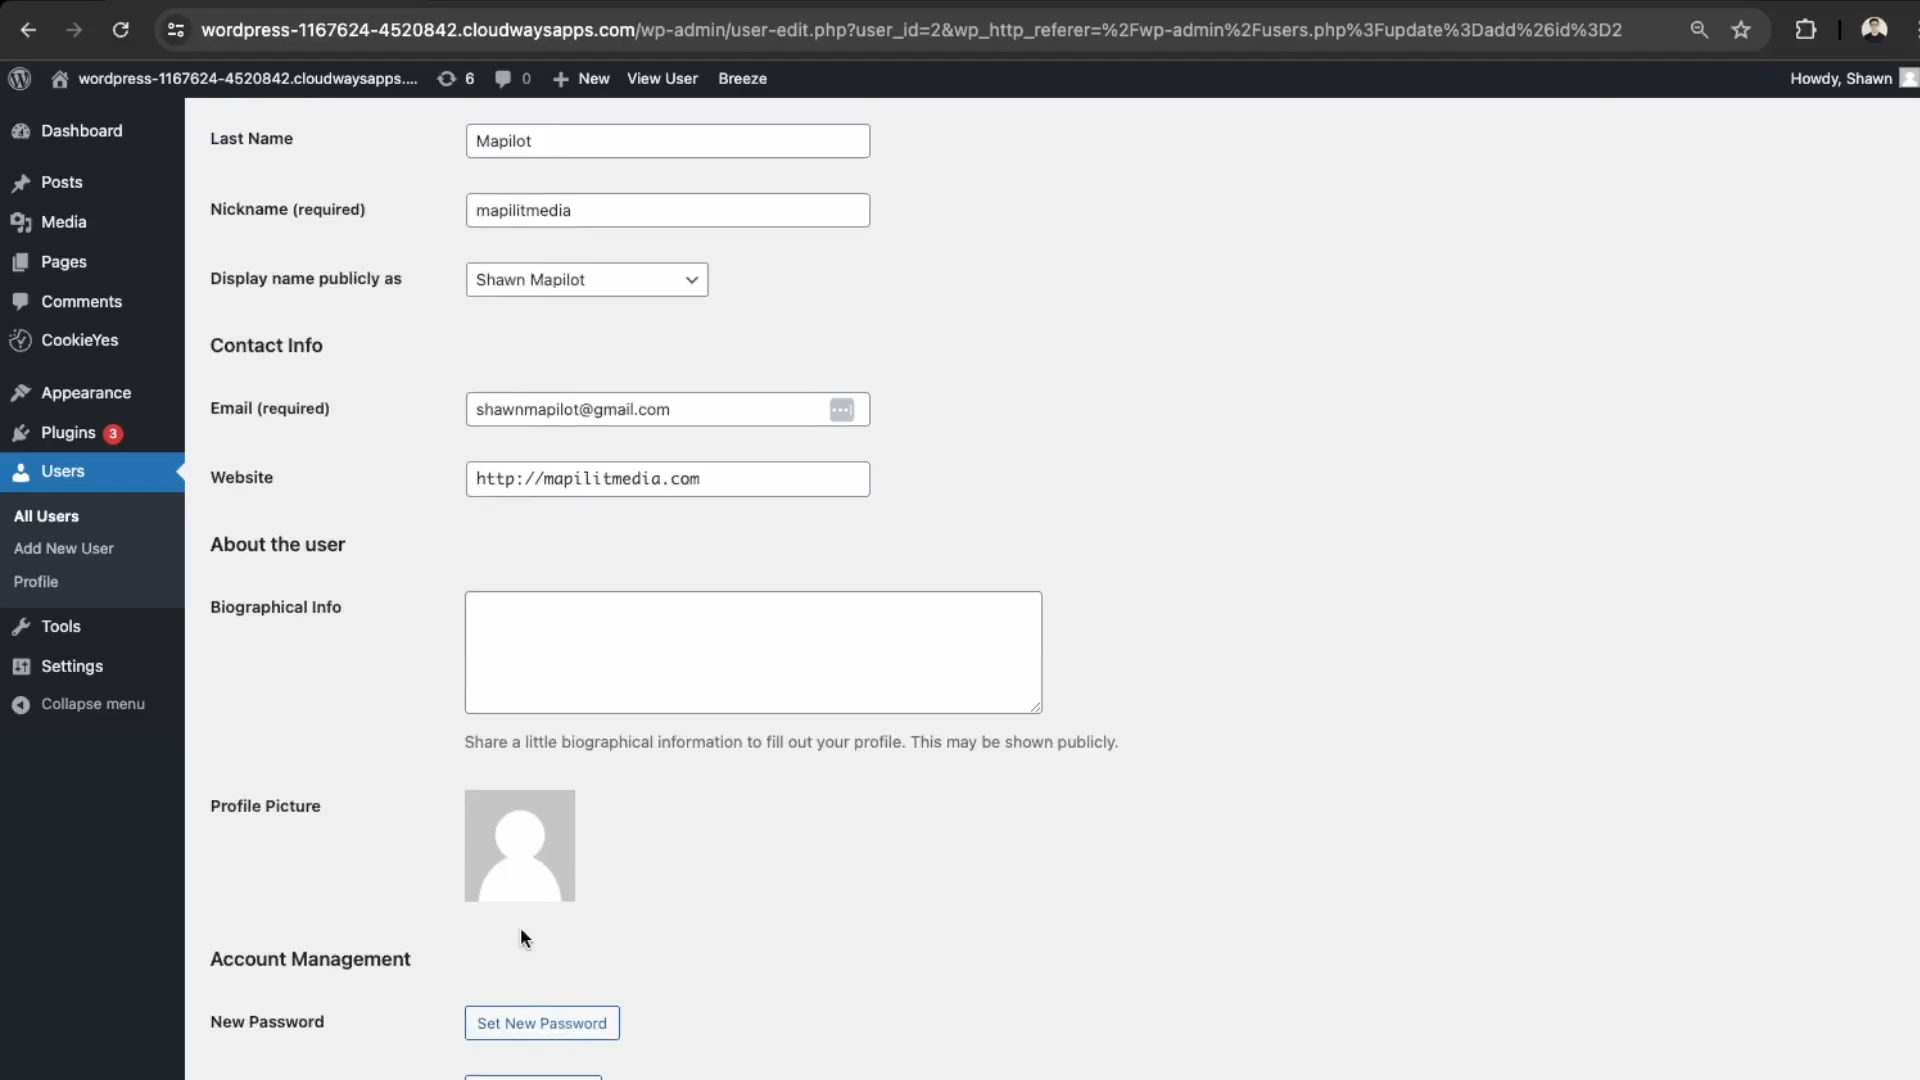 wordpress-1167624-4520842.cloudwaysapps.com/wp-admin/user-edit.php?user_id=2&wp_http_referer=%2Fwp-admin%2Fusers.php%3Fupdate%3Dadd%26id%3D2
wordpress-1167624-4520842.cloudwaysapps.... 6 0 New View User Breeze Howdy, Shawn
Dashboard
Posts
Media
Pages
Comments
CookieYes
Appearance
Plugins 3
Users
All Users
Add New User
Profile
Tools
Settings
Collapse menu
Last Name Mapilot
Nickname (required) mapilitmedia
Display name publicly as Shawn Mapilot
Contact Info
Email (required) shawnmapilot@gmail.com
Website http://mapilitmedia.com
About the user
Biographical Info
Share a little biographical information to fill out your profile. This may be shown publicly.
Profile Picture
Account Management
New Password Set New Password